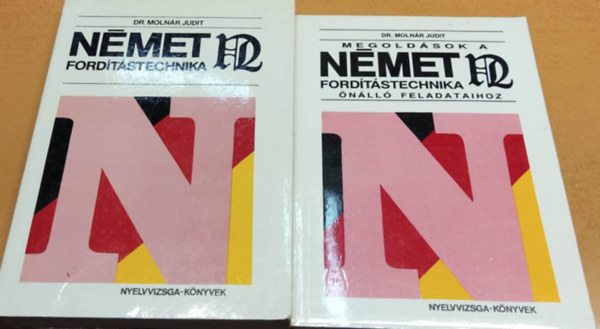 DR. MOLNÁR JUDIT
NÉMET
FORDÍTÁSTECHNIKA
N
NYELVVIZSGA-KÖNYVEK
DR. MOLNÁR JUDIT
MEGOLDÁSOK A
NÉMET
FORDÍTÁSTECHNIKA
ÖNÁLLÓ FELADATAIHOZ
N
NYELVVIZSGA-KÖNYVEK